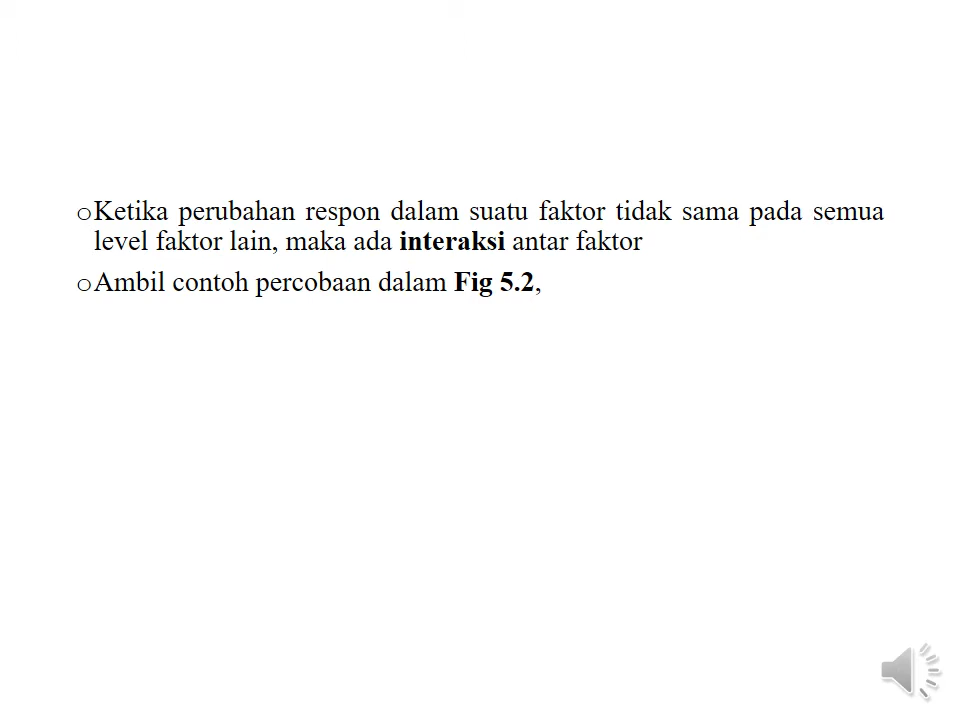 oKetika perubahan respon dalam suatu faktor tidak sama pada semua
level faktor lain, maka ada interaksi antar faktor
oAmbil contoh percobaan dalam Fig 5.2,